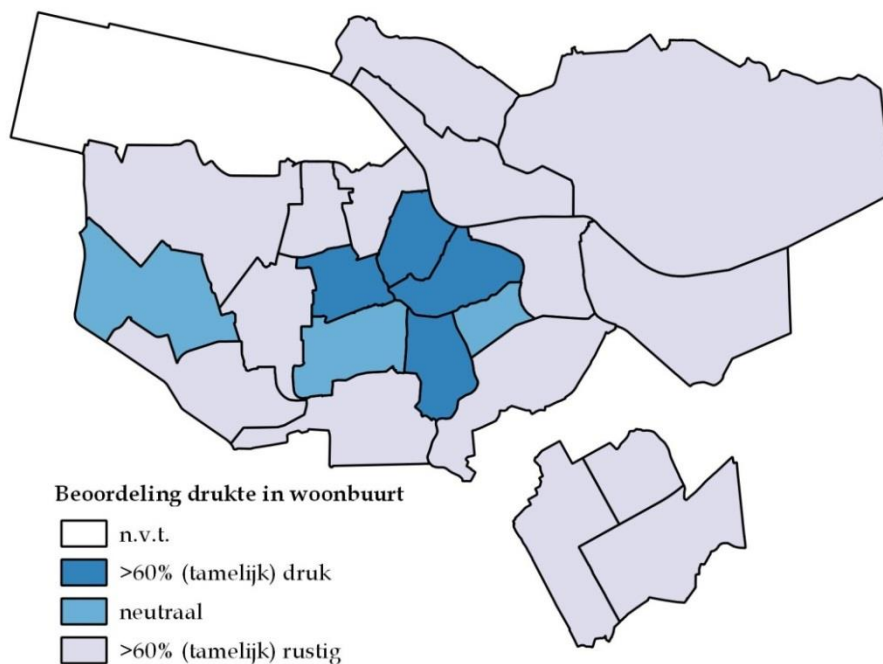 Beoordeling drukte in woonbuurt
n.v.t.
>60% (tamelijk) druk
neutraal
>60% (tamelijk) rustig